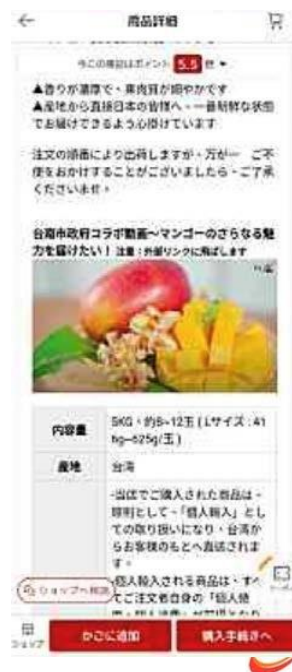 商品詳細
今この商品はポイント 5.5 倍
▲香りが濃厚で、果肉質が細やかです
▲産地から直接日本の皆様へ、一番新鮮な状態
でお届けできるよう心掛けています
注文の順番により出荷しますが、万が一 ご不
便をおかけすることがございましたら、ご了承
くださいませ。
台南市政府コラボ動画～マンゴーのさらなる魅
力を届けたい！ 注意：外部リンクに飛ばします
内容量
5KG・約8~12玉 (Lサイズ：41
6g~625g/玉)
産地
台湾
-当店でご購入された商品は、
原則として、「個人輸入」とし
ての取り扱いになり、台湾か
らお客様のもとへ直送されま
す。
-個人輸入される商品は、すべ
てご注文者自身の「個人使
ショップへ
ショップ
かごに追加
購入手続きへ